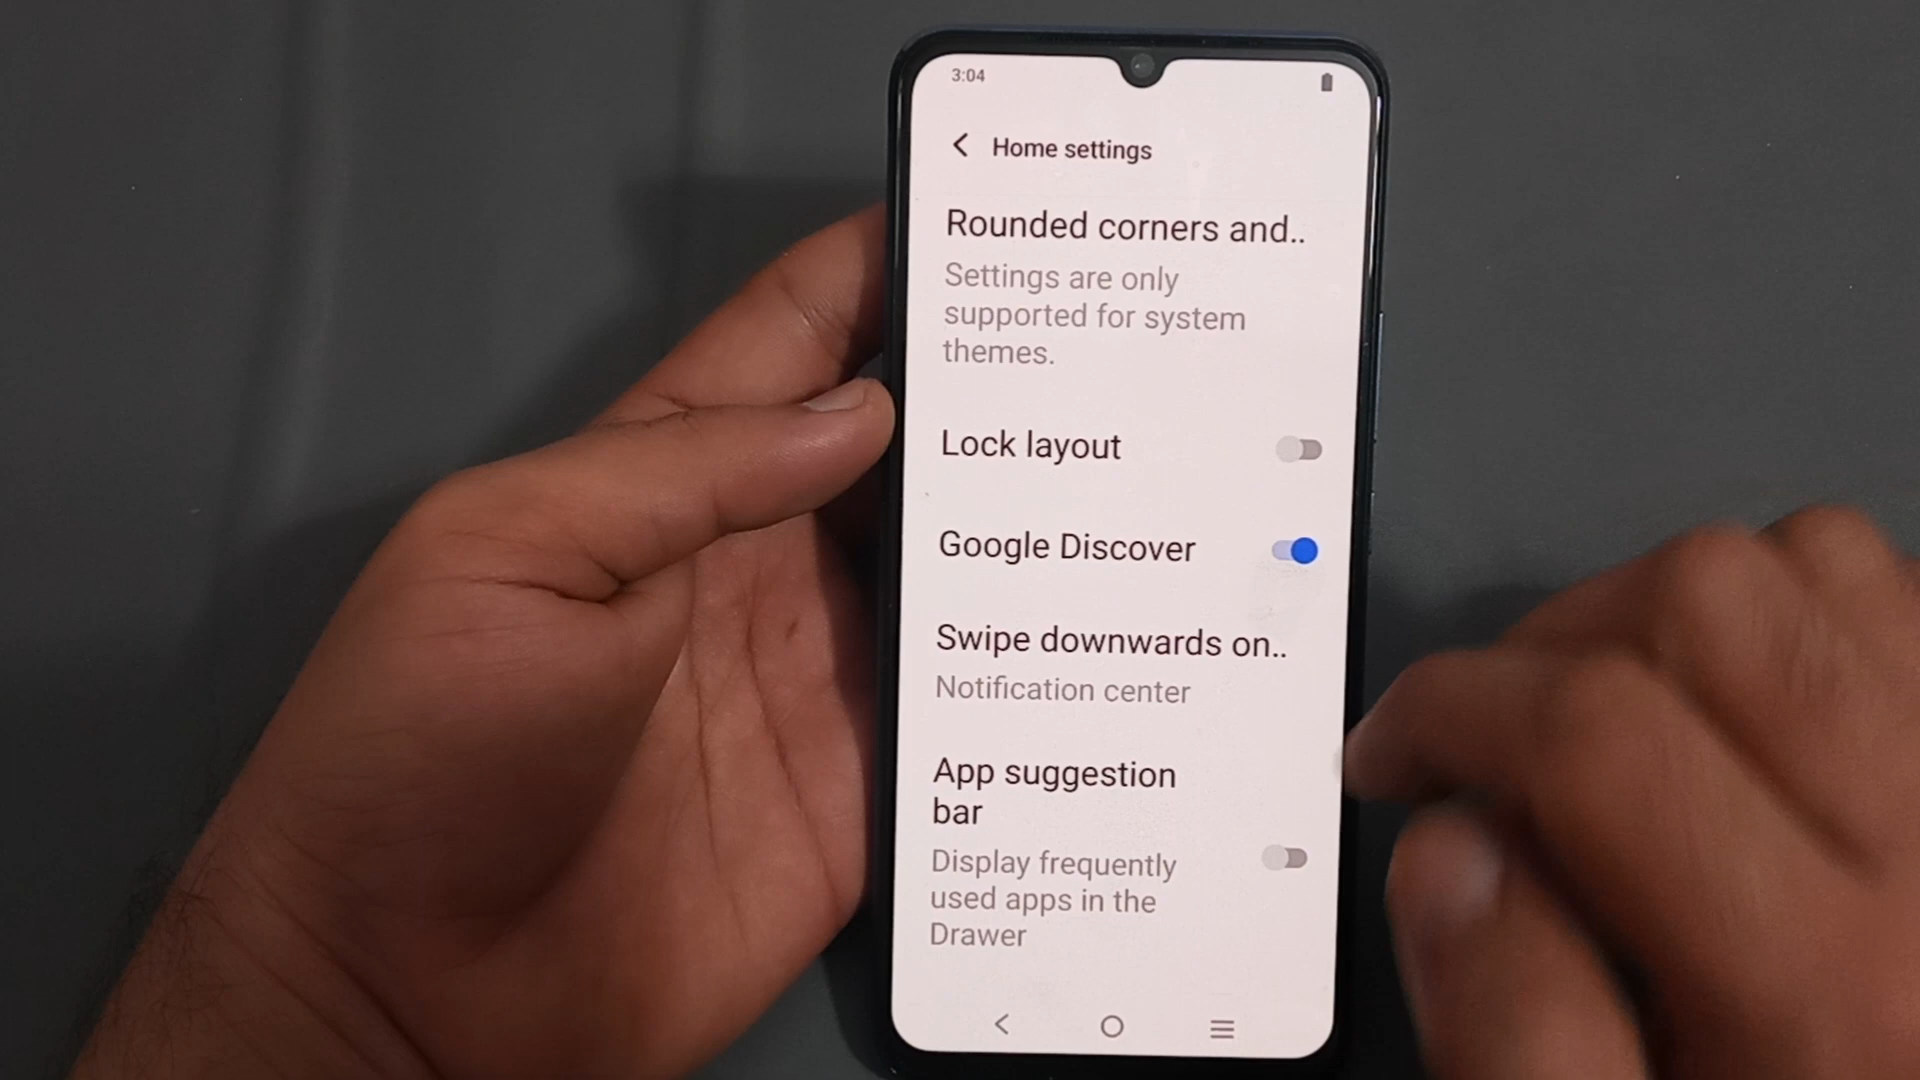 3:04
Home settings
Rounded corners and..
Settings are only
supported for system
themes.
Lock layout
Google Discover
Swipe downwards on..
Notification center
App suggestion
bar
Display frequently
used apps in the
Drawer